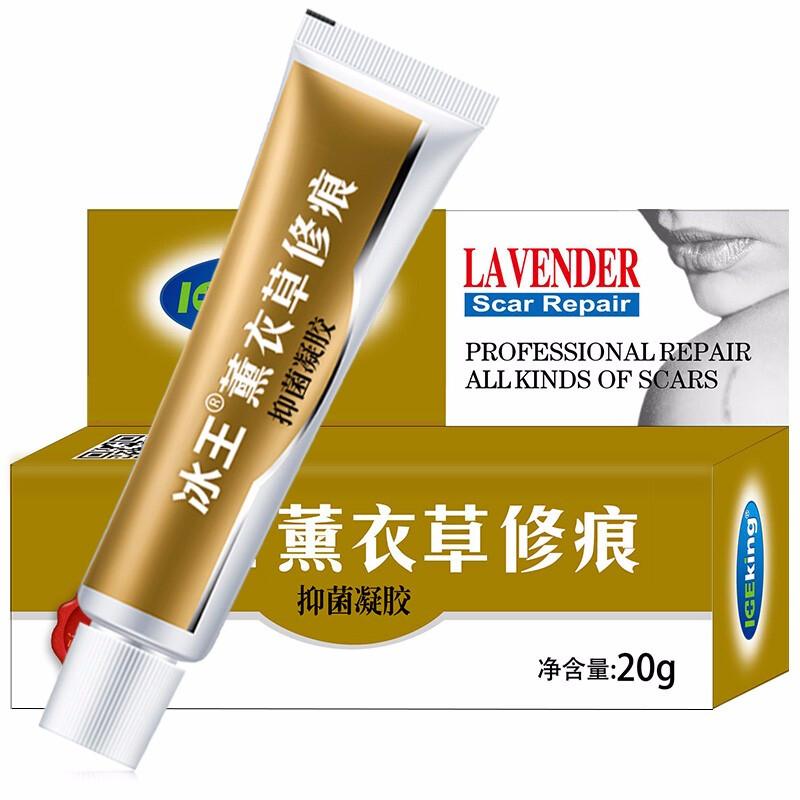 LAVENDER
Scar Repair
PROFESSIONAL REPAIR
ALL KINDS OF SCARS
冰王®薰衣草修痕
抑菌凝胶
薰衣草修痕
抑菌凝胶
净含量:20g
ICEking®